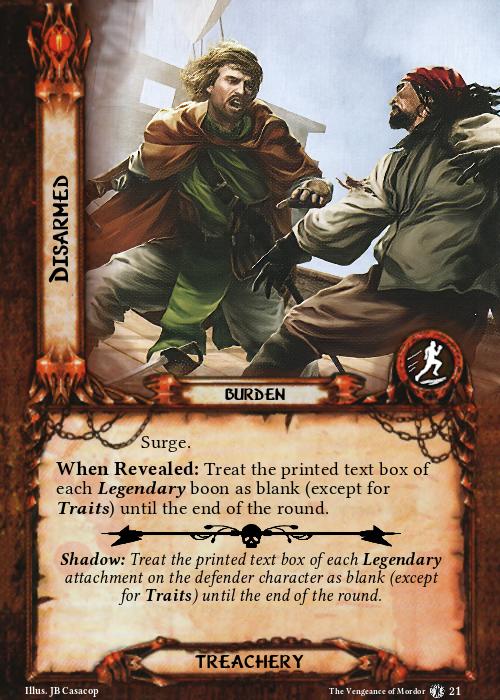 DISARMED
BURDEN
Surge.
When Revealed: Treat the printed text box of
each Legendary boon as blank (except for
Traits) until the end of the round.
Shadow: Treat the printed text box of each Legendary
attachment on the defender character as blank (except
for Traits) until the end of the round.
TREACHERY
Illus. JB Casacop
The Vengeance of Mordor 21